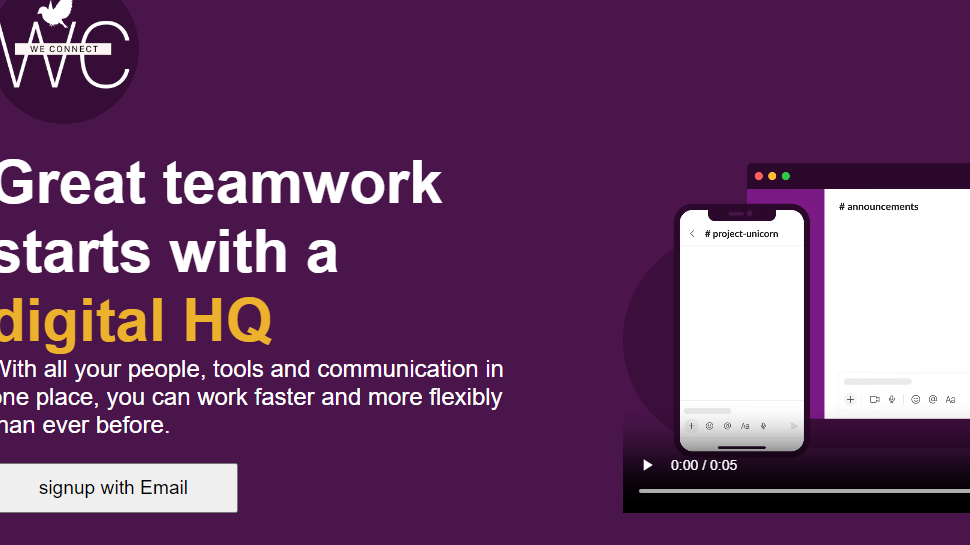 WC
WE CONNECT
Great teamwork
starts with a
digital HQ
With all your people, tools and communication in
one place, you can work faster and more flexibly
than ever before.
signup with Email
# announcements
# project-unicorn
Aa
@ Aa
0:00 / 0:05